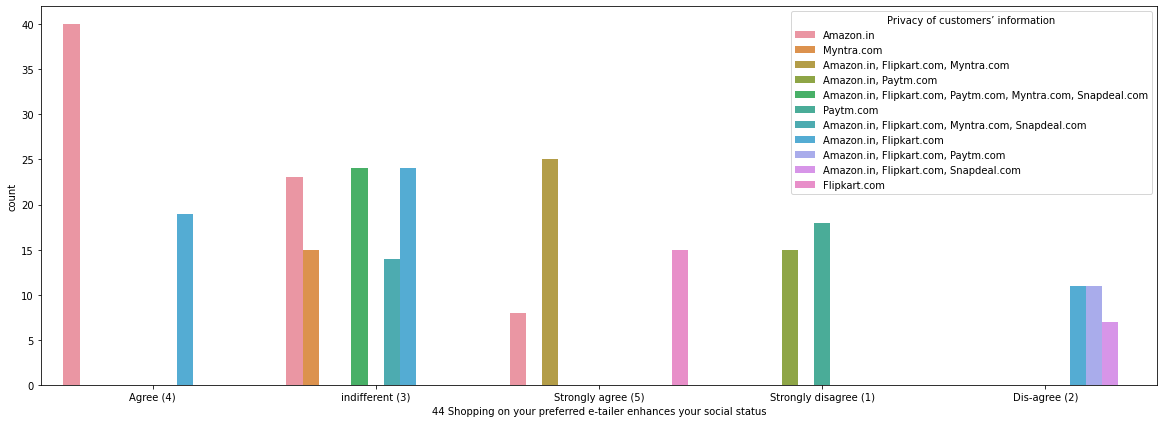 Privacy of customers’ information
Amazon.in
Myntra.com
Amazon.in, Flipkart.com, Myntra.com
Amazon.in, Paytm.com
Amazon.in, Flipkart.com, Paytm.com, Myntra.com, Snapdeal.com
Paytm.com
Amazon.in, Flipkart.com, Myntra.com, Snapdeal.com
Amazon.in, Flipkart.com
Amazon.in, Flipkart.com, Paytm.com
Amazon.in, Flipkart.com, Snapdeal.com
Flipkart.com
count
40
35
30
25
20
15
10
5
0
Agree (4) indifferent (3) Strongly agree (5) Strongly disagree (1) Dis-agree (2)
44 Shopping on your preferred e-tailer enhances your social status